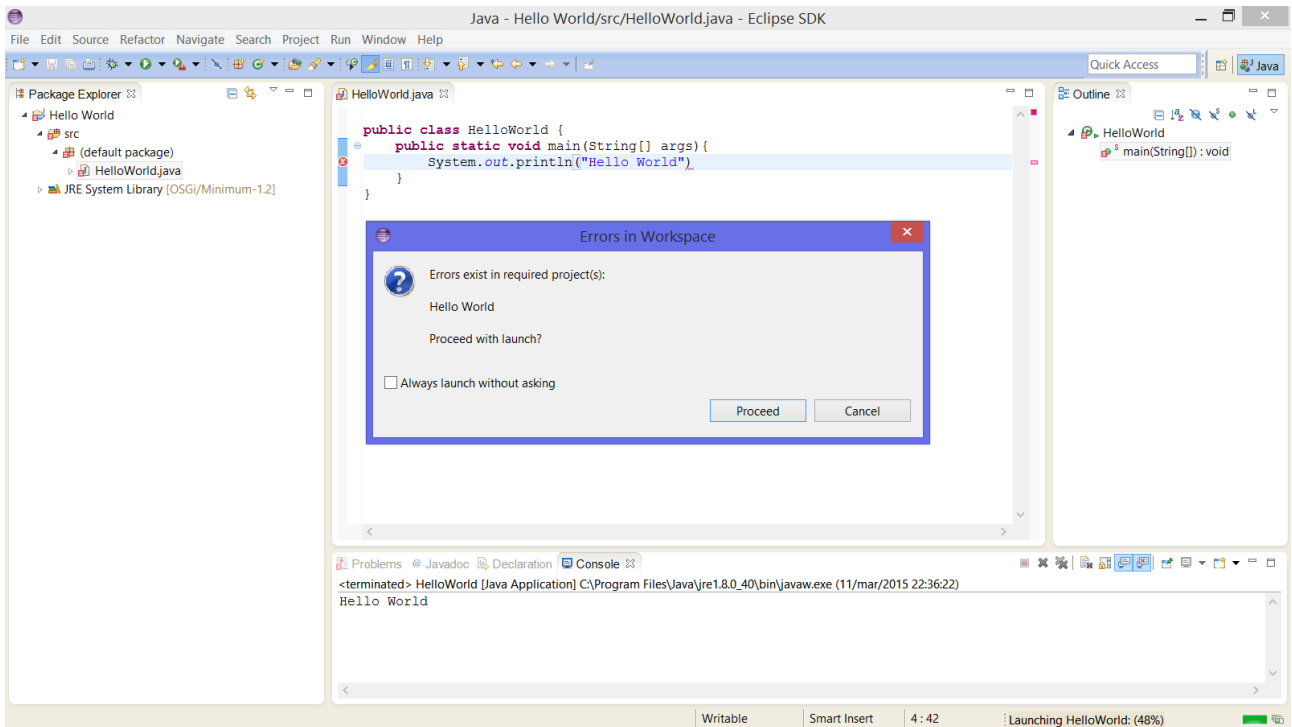 Java - Hello World/src/HelloWorld.java - Eclipse SDK
File Edit Source Refactor Navigate Search Project Run Window Help
Quick Access
Java
Package Explorer
Hello World
src
(default package)
HelloWorld.java
JRE System Library [OSGi/Minimum-1.2]
HelloWorld.java
public class HelloWorld {
public static void main(String[] args){
System.out.println("Hello World")
}
}
Outline
HelloWorld
main(String[]) : void
Errors in Workspace
Errors exist in required project(s):
Hello World
Proceed with launch?
Always launch without asking
Proceed Cancel
Problems @ Javadoc Declaration Console
<terminated> HelloWorld [Java Application] C:\Program Files\Java\jre1.8.0_40\bin\javaw.exe (11/mar/2015 22:36:22)
Hello World
Writable Smart Insert 4 : 42 Launching HelloWorld: (48%)